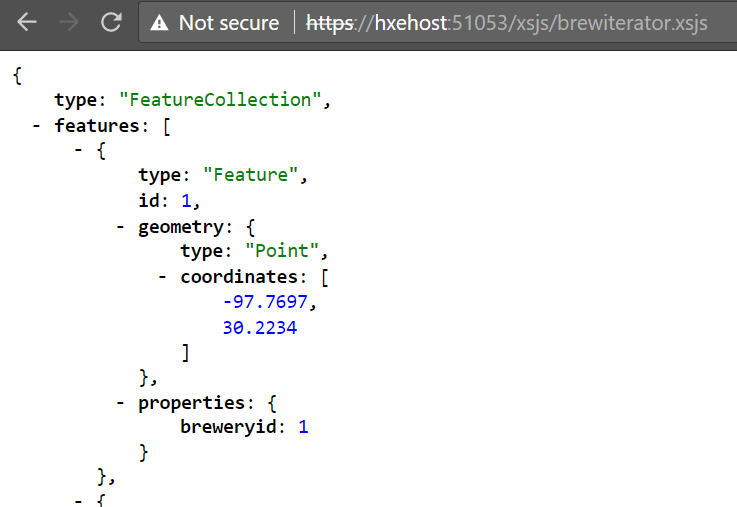 Not secure | https://hxehost:51053/xsjs/brewiterator.xsjs
{
    type: "FeatureCollection",
  - features: [
      - {
            type: "Feature",
            id: 1,
          - geometry: {
                type: "Point",
              - coordinates: [
                    -97.7697,
                    30.2234
                ]
            },
          - properties: {
                breweryid: 1
            }
        },
      - {